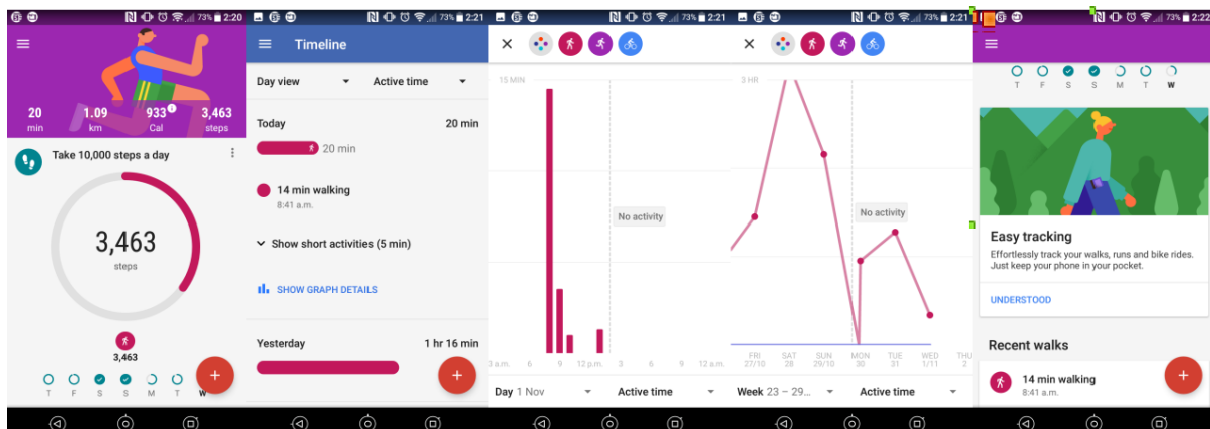 73% 2:20
20 1.09 933 3,463
min km Cal steps
Take 10,000 steps a day
3,463
steps
3,463
T F S S M T W
73% 2:21
Timeline
Day view Active time
Today 20 min
20 min
14 min walking
8:41 a.m.
Show short activities (5 min)
SHOW GRAPH DETAILS
Yesterday 1 hr 16 min
73% 2:21
15 MIN
No activity
3 a.m. 6 9 12 p.m. 3 6 9 12 a.m.
Day 1 Nov Active time
73% 2:21
3 HR
No activity
FRI SAT SUN MON TUE WED THU
27/10 28 29/10 30 31 1/11 2
Week 23 – 29... Active time
73% 2:22
T F S S M T W
Easy tracking
Effortlessly track your walks, runs and bike rides.
Just keep your phone in your pocket.
UNDERSTOOD
Recent walks
14 min walking
8:41 a.m.